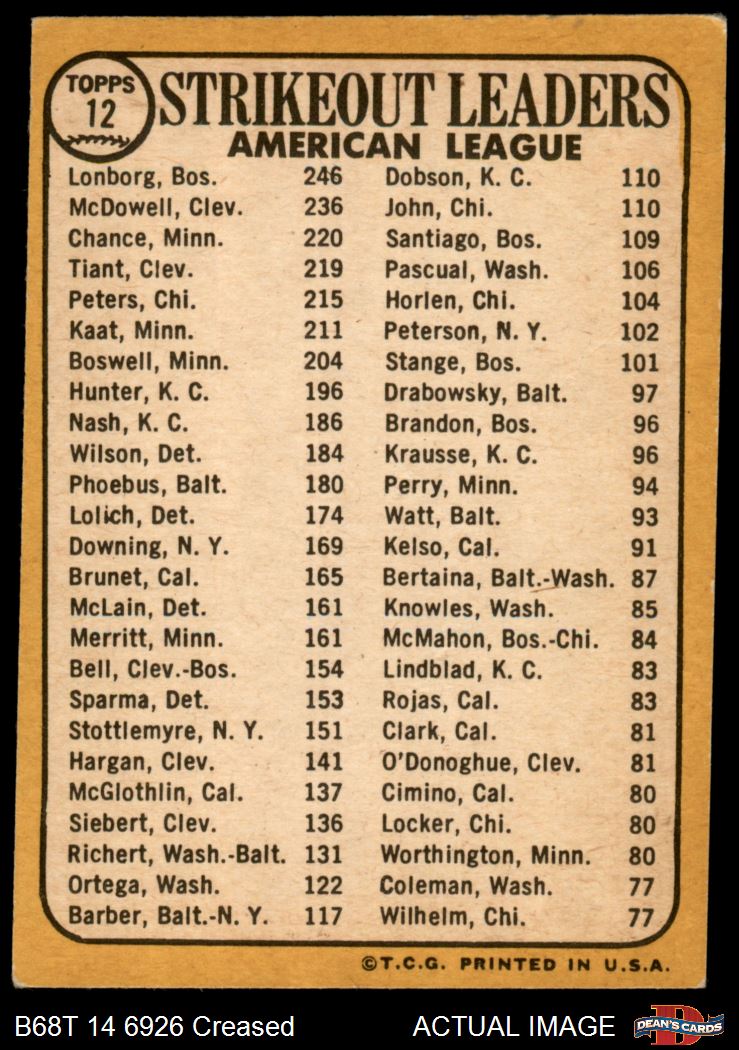 TOPPS
12
STRIKEOUT LEADERS
AMERICAN LEAGUE
Lonborg, Bos. 246
McDowell, Clev. 236
Chance, Minn. 220
Tiant, Clev. 219
Peters, Chi. 215
Kaat, Minn. 211
Boswell, Minn. 204
Hunter, K. C. 196
Nash, K. C. 186
Wilson, Det. 184
Phoebus, Balt. 180
Lolich, Det. 174
Downing, N. Y. 169
Brunet, Cal. 165
McLain, Det. 161
Merritt, Minn. 161
Bell, Clev.-Bos. 154
Sparma, Det. 153
Stottlemyre, N. Y. 151
Hargan, Clev. 141
McGlothlin, Cal. 137
Siebert, Clev. 136
Richert, Wash.-Balt. 131
Ortega, Wash. 122
Barber, Balt.-N. Y. 117
Dobson, K. C. 110
John, Chi. 110
Santiago, Bos. 109
Pascual, Wash. 106
Horlen, Chi. 104
Peterson, N. Y. 102
Stange, Bos. 101
Drabowsky, Balt. 97
Brandon, Bos. 96
Krausse, K. C. 96
Perry, Minn. 94
Watt, Balt. 93
Kelso, Cal. 91
Bertaina, Balt.-Wash. 87
Knowles, Wash. 85
McMahon, Bos.-Chi. 84
Lindblad, K. C. 83
Rojas, Cal. 83
Clark, Cal. 81
O'Donoghue, Clev. 81
Cimino, Cal. 80
Locker, Chi. 80
Worthington, Minn. 80
Coleman, Wash. 77
Wilhelm, Chi. 77
©T.C.G. PRINTED IN U.S.A.
B68T 14 6926 Creased
ACTUAL IMAGE
D
DEAN'S CARDS